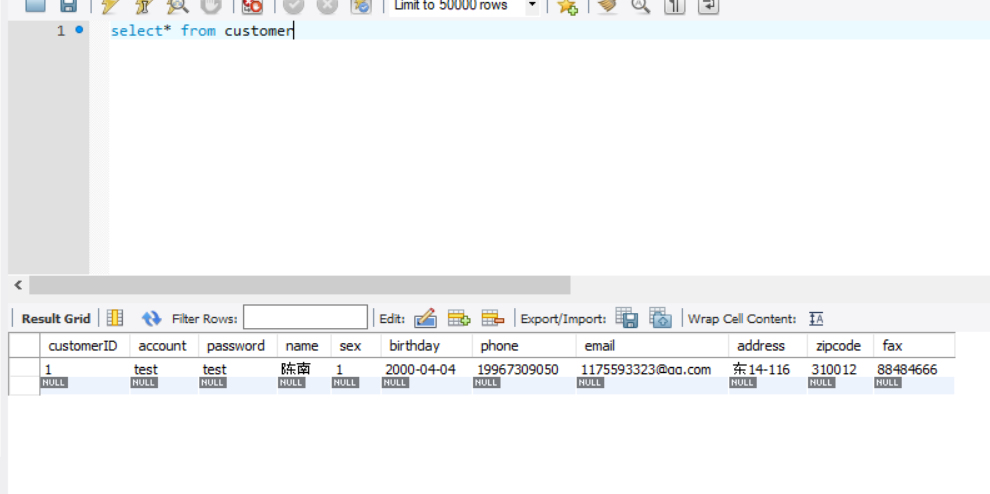 Limit to 50000 rows
1 select* from customer
Result Grid Filter Rows: Edit: Export/Import: Wrap Cell Content:
customerID account password name sex birthday phone email address zipcode fax
1 test test 陈南 1 2000-04-04 19967309050 1175593323@qq.com 东14-116 310012 88484666
NULL NULL NULL NULL NULL NULL NULL NULL NULL NULL NULL